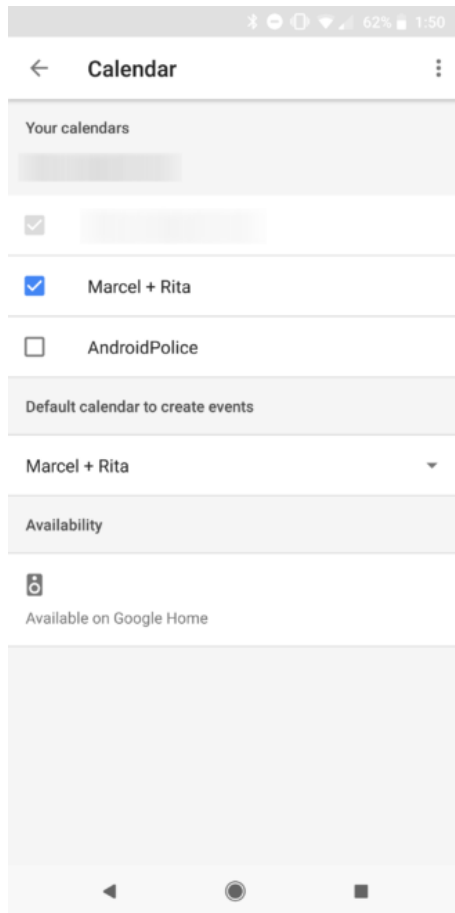 62% 1:50
Calendar
Your calendars
Marcel + Rita
AndroidPolice
Default calendar to create events
Marcel + Rita
Availability
Available on Google Home